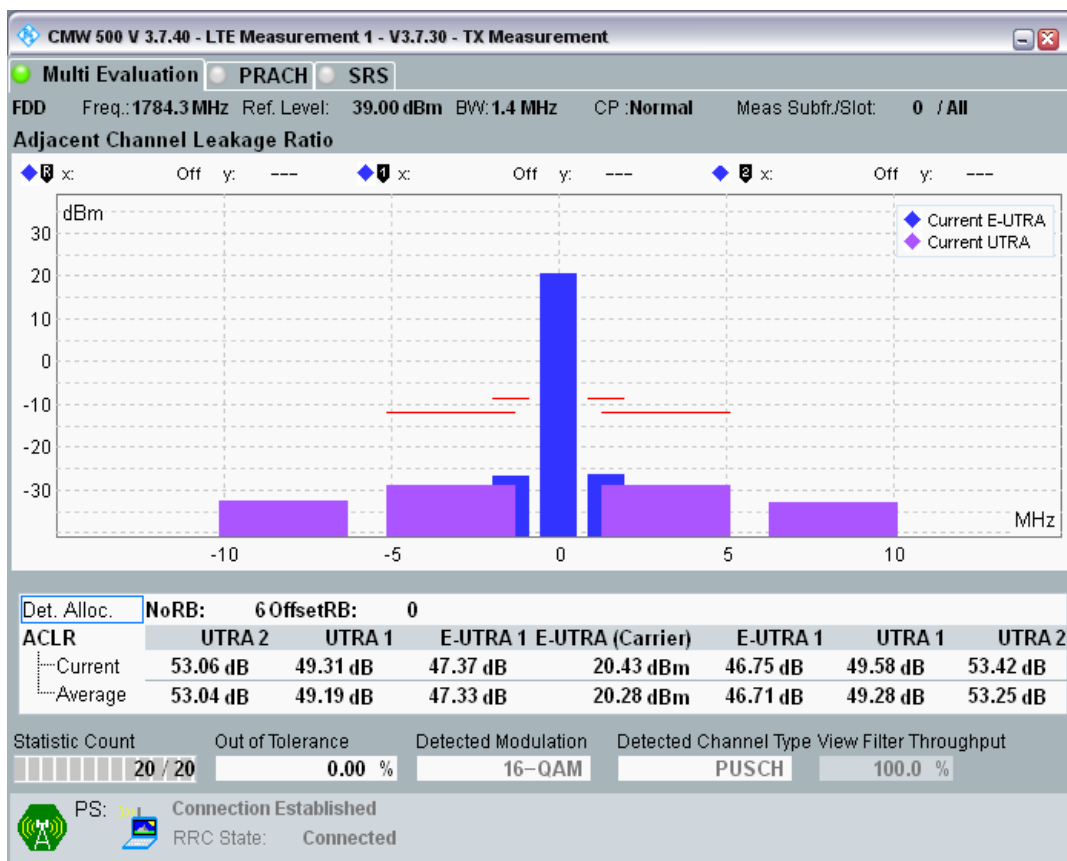 CMW 500 V 3.7.40 - LTE Measurement 1 - V3.7.30 - TX Measurement
Multi Evaluation PRACH SRS
FDD Freq.: 1784.3 MHz Ref. Level: 39.00 dBm BW: 1.4 MHz CP :Normal Meas Subfr./Slot: 0 / All
Adjacent Channel Leakage Ratio
R x: Off y: --- 1 x: Off y: --- 2 x: Off y: ---
dBm
Current E-UTRA
Current UTRA
30
20
10
0
-10
-20
-30
MHz
-10 -5 0 5 10
Det. Alloc. NoRB: 6 OffsetRB: 0
ACLR UTRA 2 UTRA 1 E-UTRA 1 E-UTRA (Carrier) E-UTRA 1 UTRA 1 UTRA 2
Current 53.06 dB 49.31 dB 47.37 dB 20.43 dBm 46.75 dB 49.58 dB 53.42 dB
Average 53.04 dB 49.19 dB 47.33 dB 20.28 dBm 46.71 dB 49.28 dB 53.25 dB
Statistic Count Out of Tolerance Detected Modulation Detected Channel Type View Filter Throughput
20 / 20 0.00 % 16-QAM PUSCH 100.0 %
PS: Connection Established
RRC State: Connected